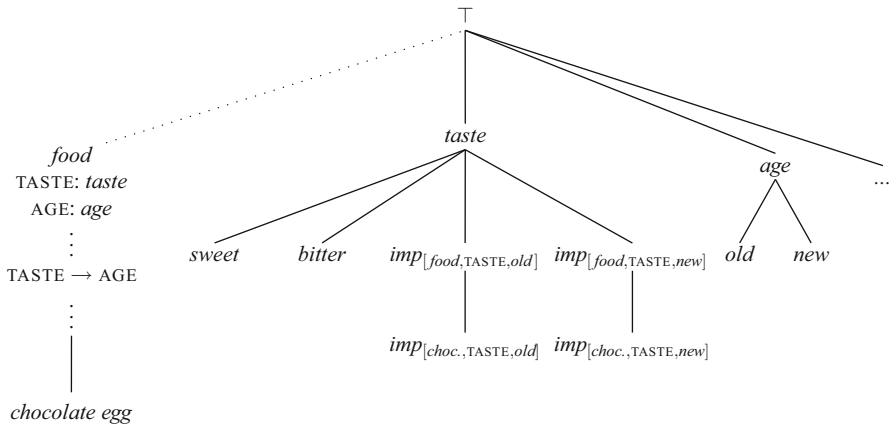 ⊤
taste
food
TASTE: taste
AGE: age
age
...
sweet bitter imp[food,TASTE,old] imp[food,TASTE,new] old new
TASTE → AGE
imp[choc.,TASTE,old] imp[choc.,TASTE,new]
chocolate egg